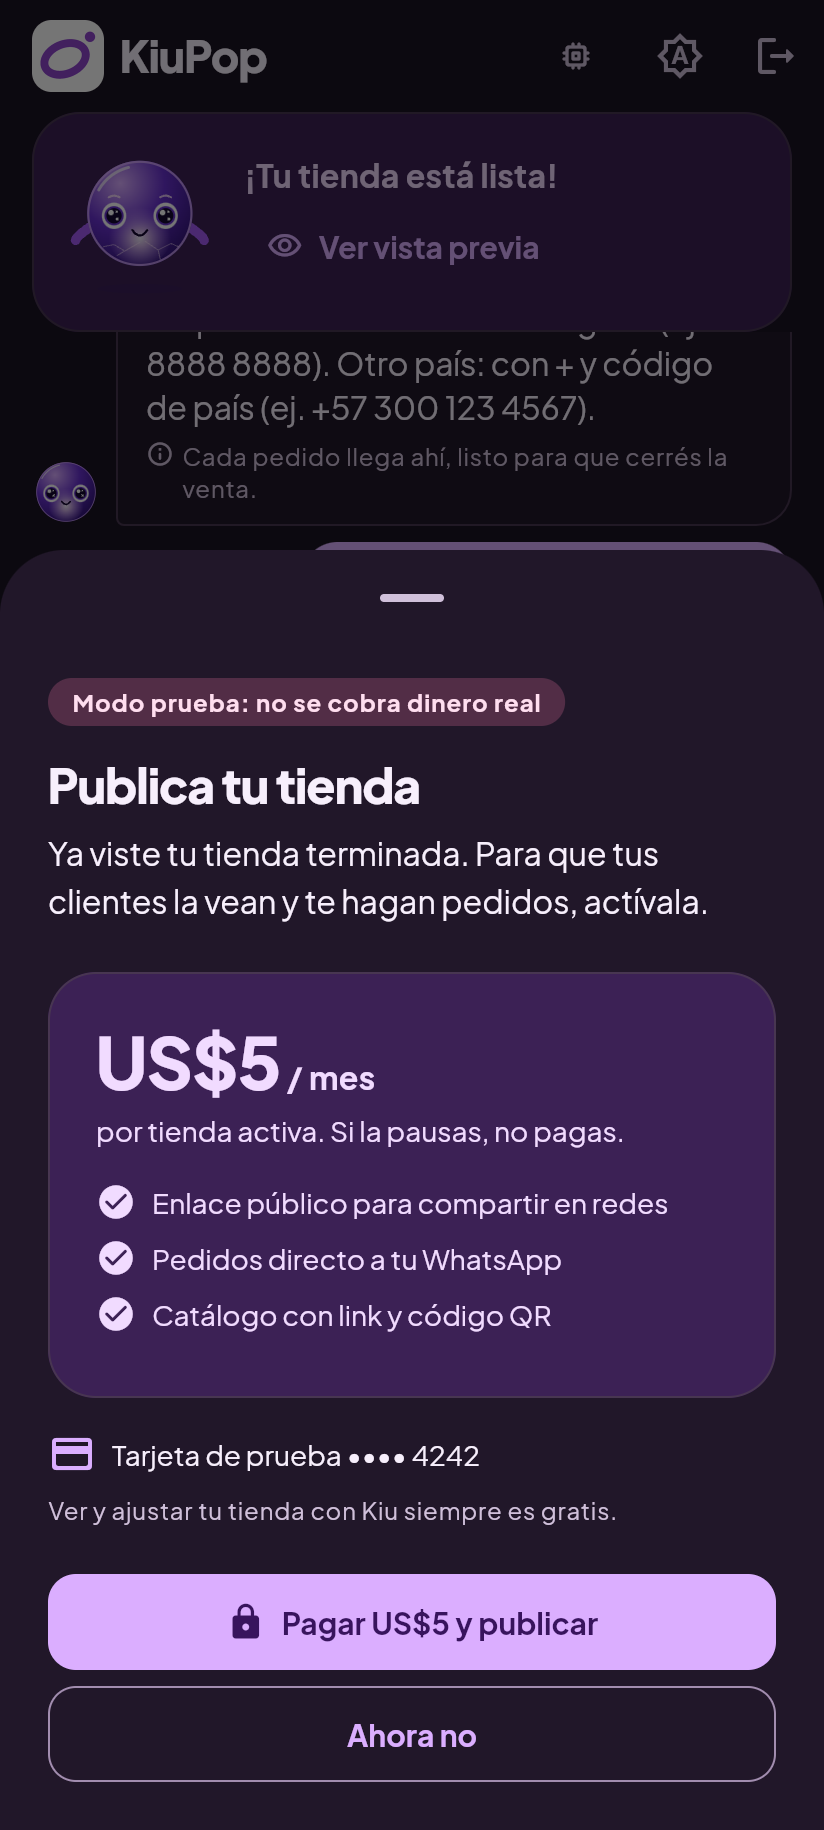 KiuPop
A
¡Tu tienda está lista!
Ver vista previa
8888 8888). Otro país: con + y código
de país (ej. +57 300 123 4567).
Cada pedido llega ahí, listo para que cerrés la
venta.
Modo prueba: no se cobra dinero real
Publica tu tienda
Ya viste tu tienda terminada. Para que tus
clientes la vean y te hagan pedidos, actívala.
US$5 / mes
por tienda activa. Si la pausas, no pagas.
Enlace público para compartir en redes
Pedidos directo a tu WhatsApp
Catálogo con link y código QR
Tarjeta de prueba •••• 4242
Ver y ajustar tu tienda con Kiu siempre es gratis.
Pagar US$5 y publicar
Ahora no